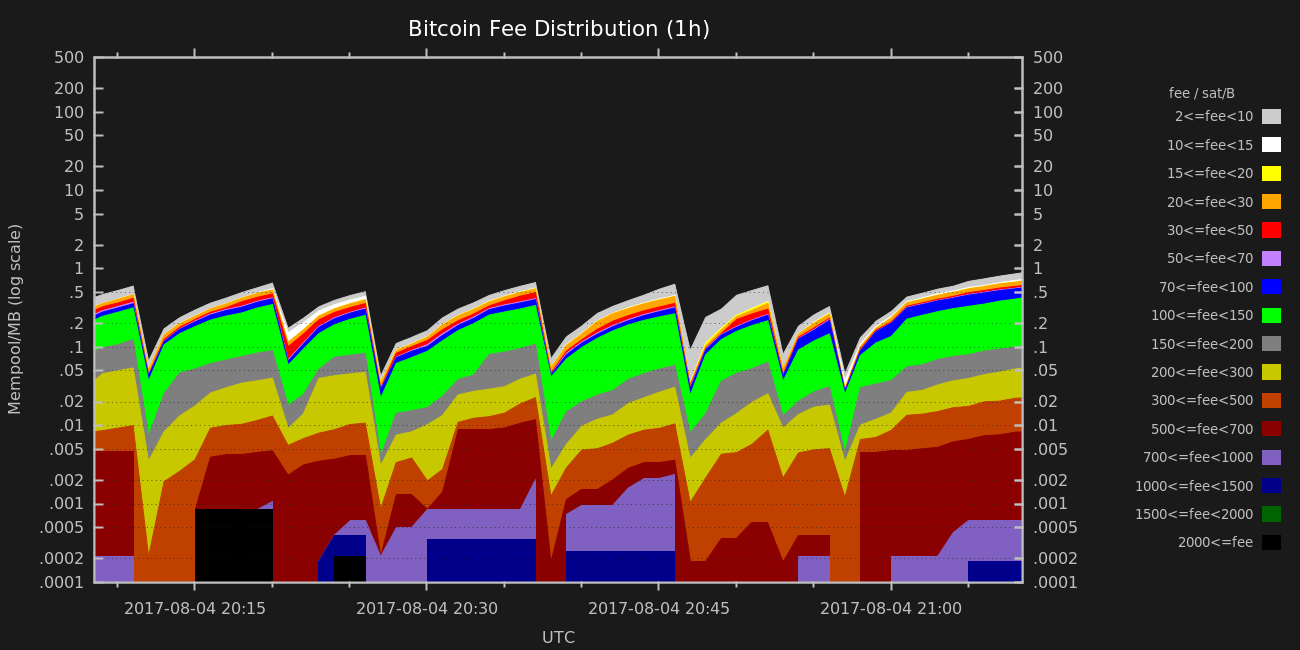 Bitcoin Fee Distribution (1h)
500 500
200 200
100 100
50 50
20 20
10 10
5 5
2 2
1 1
.5 .5
.2 .2
.1 .1
.05 .05
.02 .02
.01 .01
.005 .005
.002 .002
.001 .001
.0005 .0005
.0002 .0002
.0001 .0001
Mempool/MB (log scale)
2017-08-04 20:15 2017-08-04 20:30 2017-08-04 20:45 2017-08-04 21:00
UTC
fee / sat/B
2<=fee<10
10<=fee<15
15<=fee<20
20<=fee<30
30<=fee<50
50<=fee<70
70<=fee<100
100<=fee<150
150<=fee<200
200<=fee<300
300<=fee<500
500<=fee<700
700<=fee<1000
1000<=fee<1500
1500<=fee<2000
2000<=fee